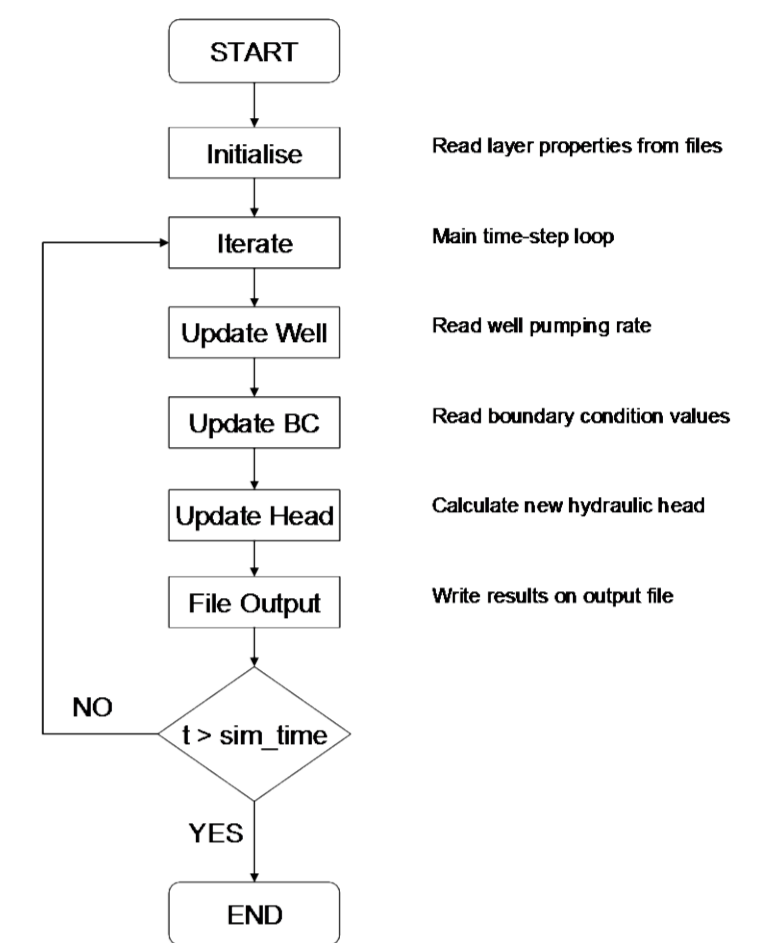 START
Initialise
Read layer properties from files
Iterate
Main time-step loop
Update Well
Read well pumping rate
Update BC
Read boundary condition values
Update Head
Calculate new hydraulic head
File Output
Write results on output file
NO
t > sim_time
YES
END